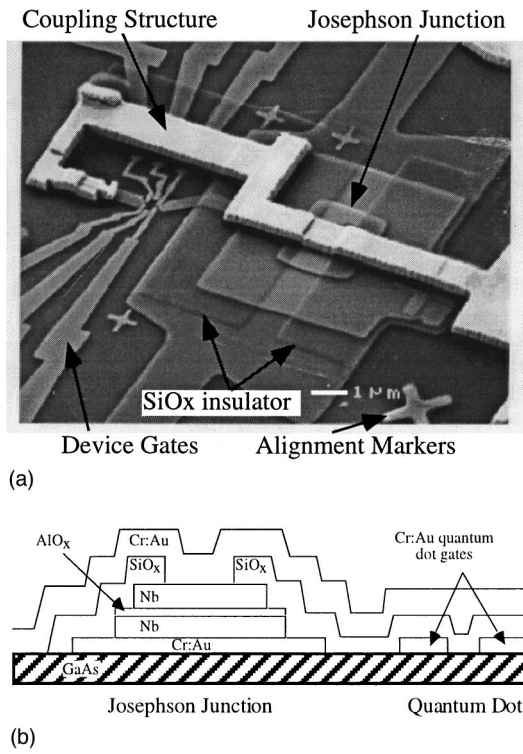 Coupling Structure
Josephson Junction
SiOx insulator
1 μm
Device Gates
Alignment Markers
(a)
AlOx
Cr:Au
SiOx
SiOx
Cr:Au quantum
dot gates
Nb
Nb
Cr:Au
GaAs
Josephson Junction
Quantum Dot
(b)